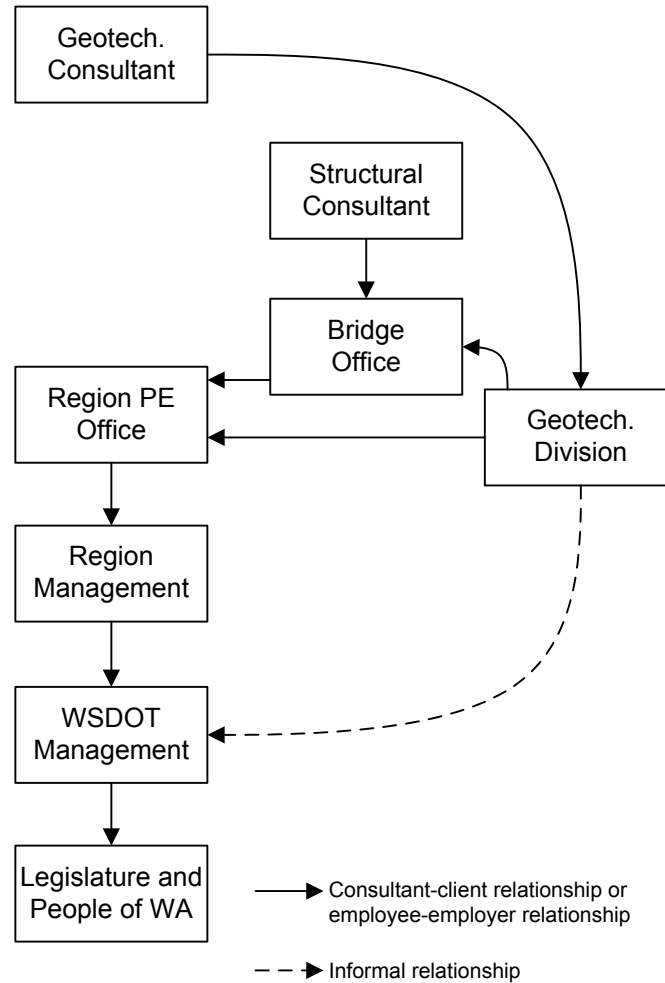 Geotech.
Consultant
Structural
Consultant
Bridge
Office
Region PE
Office
Geotech.
Division
Region
Management
WSDOT
Management
Legislature and
People of WA
Consultant-client relationship or
employee-employer relationship
Informal relationship